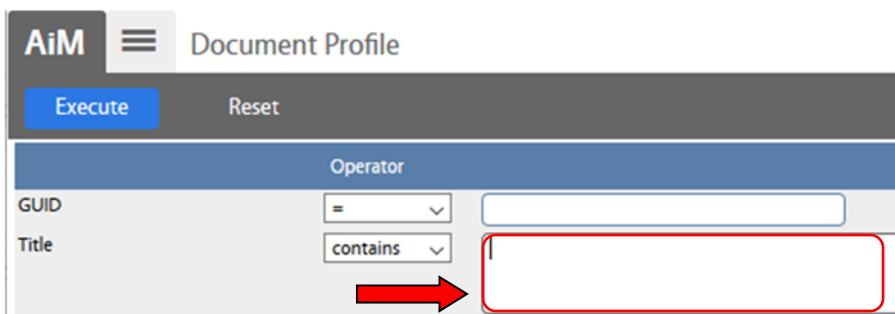 AiM Document Profile
Execute Reset
Operator
GUID =
Title contains